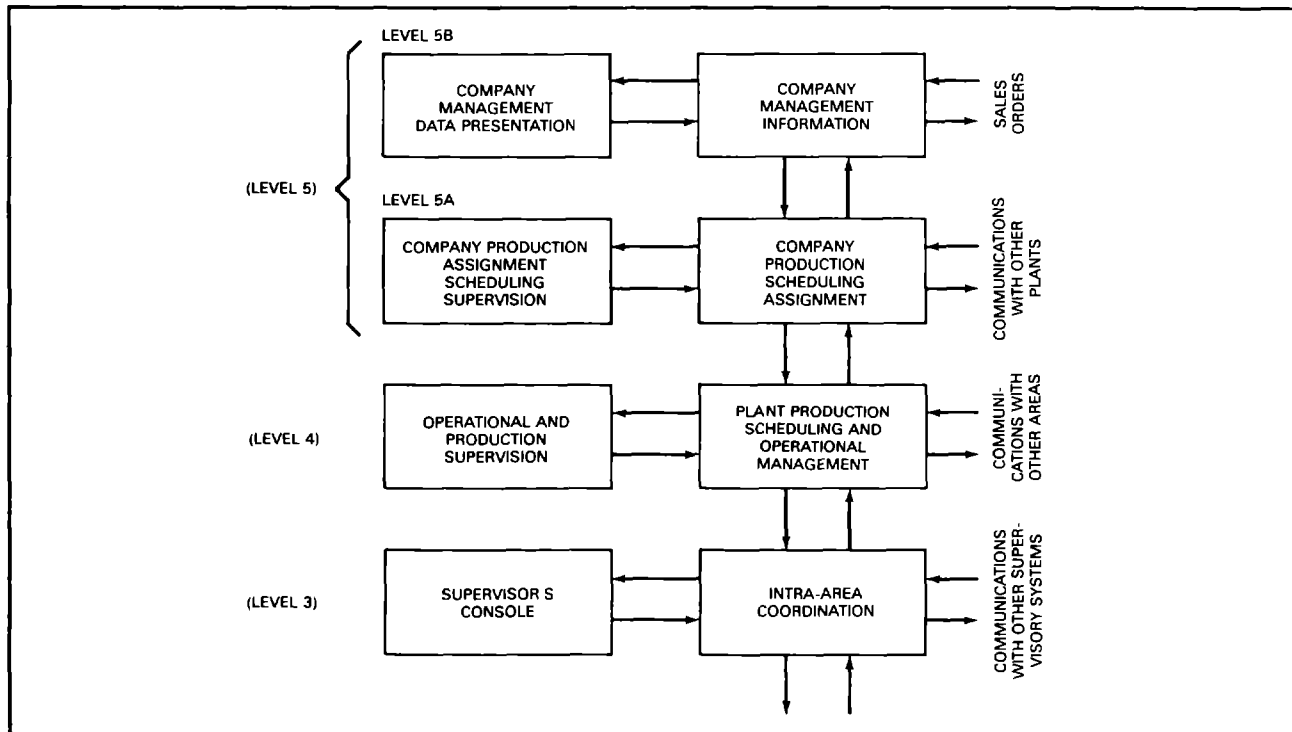 LEVEL 5B
COMPANY
MANAGEMENT
DATA PRESENTATION
COMPANY
MANAGEMENT
INFORMATION
SALES
ORDERS
(LEVEL 5)
LEVEL 5A
COMPANY PRODUCTION
ASSIGNMENT
SCHEDULING
SUPERVISION
COMPANY
PRODUCTION
SCHEDULING
ASSIGNMENT
COMMUNICATIONS
WITH OTHER
PLANTS
(LEVEL 4)
OPERATIONAL AND
PRODUCTION
SUPERVISION
PLANT PRODUCTION
SCHEDULING AND
OPERATIONAL
MANAGEMENT
COMMUNI-
CATIONS WITH
OTHER AREAS
(LEVEL 3)
SUPERVISOR S
CONSOLE
INTRA-AREA
COORDINATION
COMMUNICATIONS
WITH OTHER SUPER-
VISORY SYSTEMS